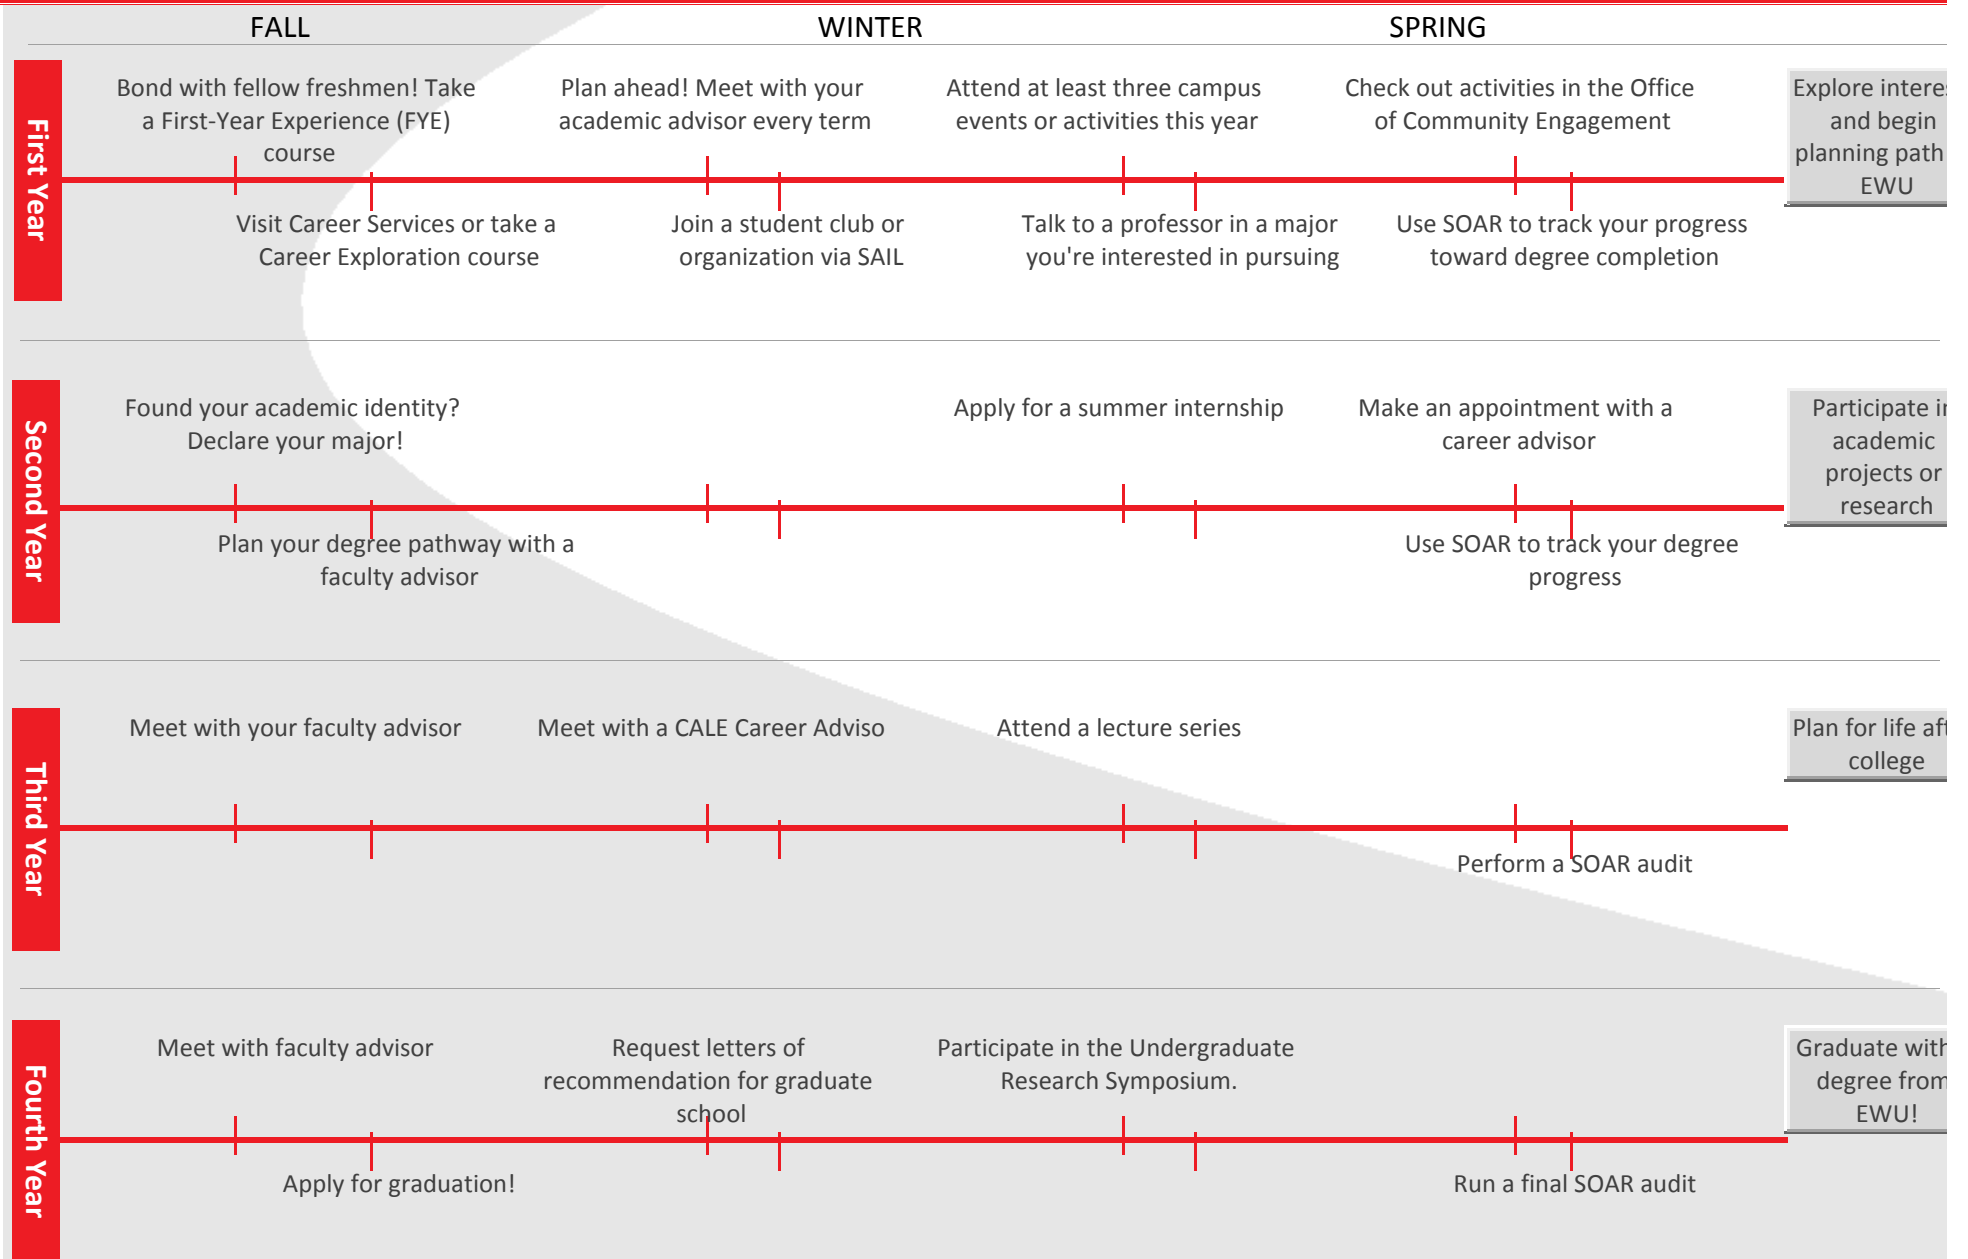 FALL
WINTER
SPRING
First Year
Bond with fellow freshmen! Take
a First-Year Experience (FYE)
course
Plan ahead! Meet with your
academic advisor every term
Attend at least three campus
events or activities this year
Check out activities in the Office
of Community Engagement
Explore
and begin
planning path
EWU
Visit Career Services or take a
Career Exploration course
Join a student club or
organization via SAIL
Talk to a professor in a major
you're interested in pursuing
Use SOAR to track your progress
toward degree completion
Second Year
Found your academic identity?
Declare your major!
Apply for a summer internship
Make an appointment with a
career advisor
Participate
academic
projects or
research
Plan your degree pathway with a
faculty advisor
Use SOAR to track your degree
progress
Third Year
Meet with your faculty advisor
Meet with a CALE Career Adviso
Attend a lecture series
Plan for life
college
Perform a SOAR audit
Fourth Year
Meet with faculty advisor
Request letters of
recommendation for graduate
school
Participate in the Undergraduate
Research Symposium.
Graduate with
degree from
EWU!
Apply for graduation!
Run a final SOAR audit